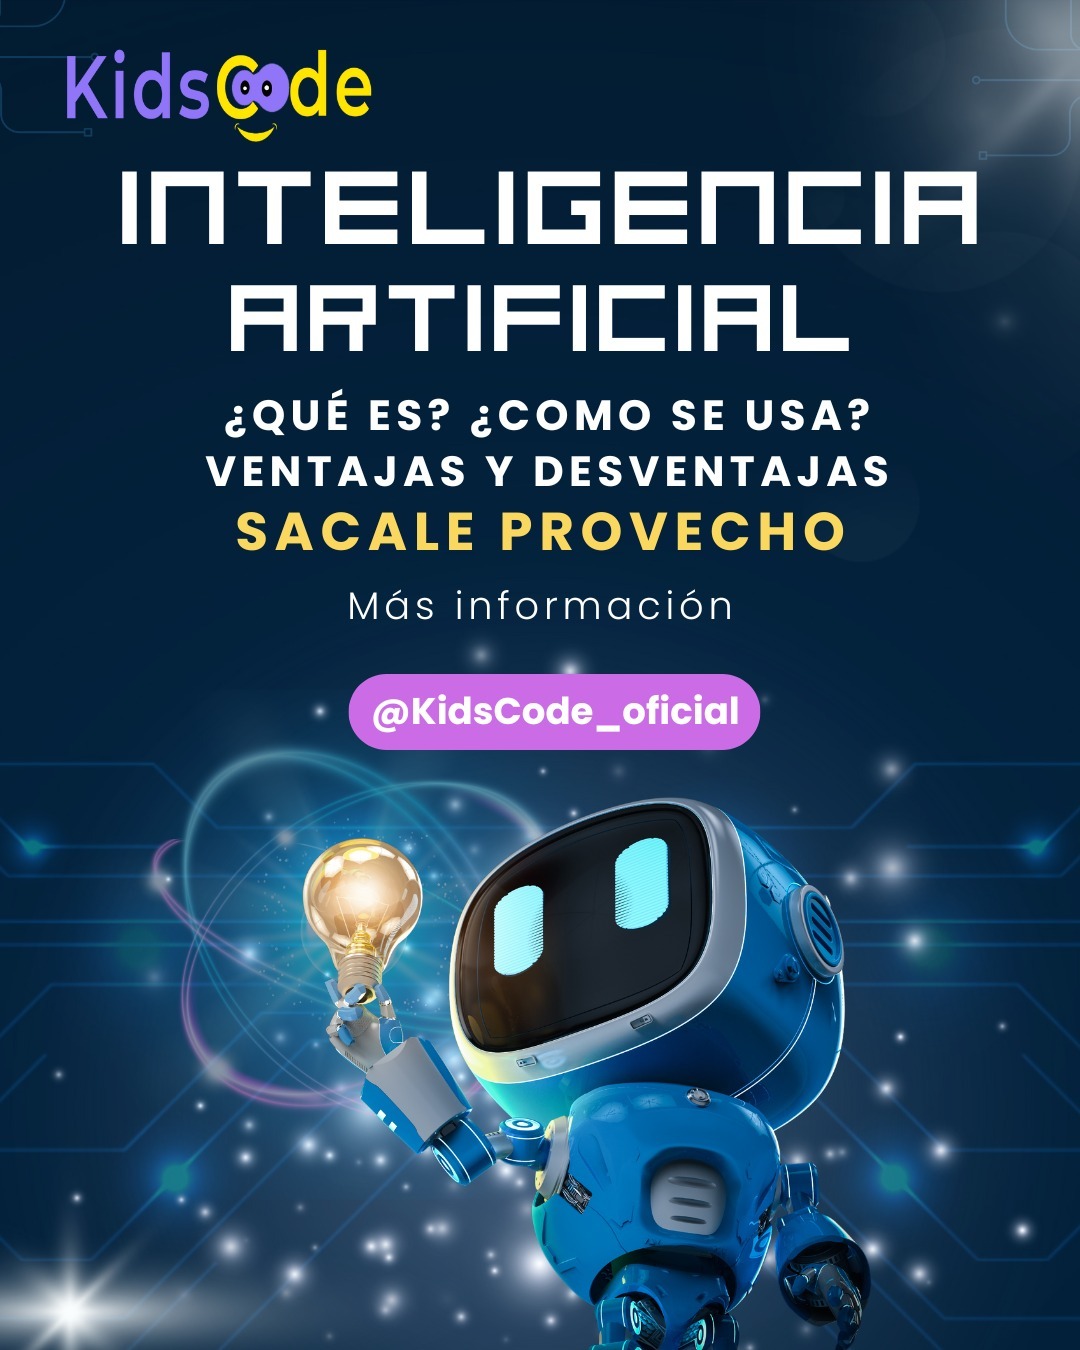 KidsCode
INTELIGENCIA
ARTIFICIAL
¿QUÉ ES? ¿COMO SE USA?
VENTAJAS Y DESVENTAJAS
SACALE PROVECHO
Más información
@KidsCode_oficial